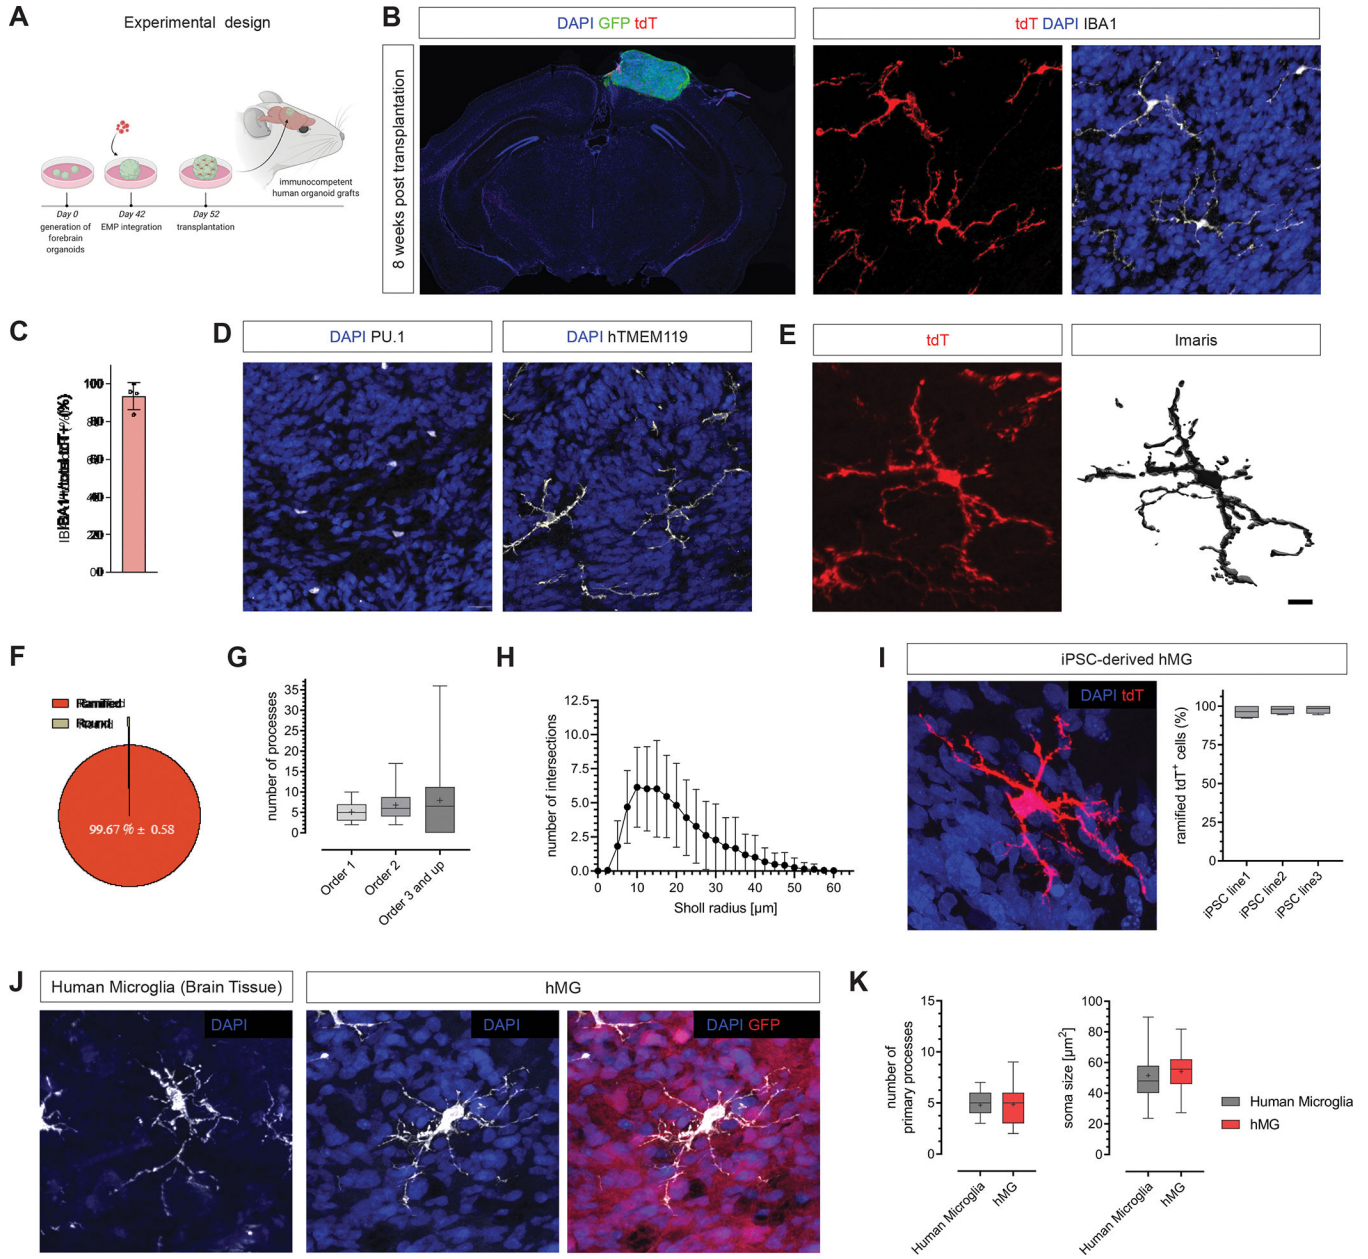 A
Experimental design
Day 0
generation of
forebrain
organoids
Day 42
EMP integration
Day 52
transplantation
immunocompetent
human organoid grafts
B
DAPI GFP tdT
tdT DAPI IBA1
8 weeks post transplantation
C
IBA1+/total tdT+ (%)
100
80
60
40
20
0
D
DAPI PU.1
DAPI hTMEM119
E
tdT
Imaris
F
Ramified
Round
99.67 % ± 0.58
G
number of processes
35
30
25
20
15
10
5
0
Order 1
Order 2
Order 3 and up
H
number of intersections
12.5
10.0
7.5
5.0
2.5
0.0
0
10
20
30
40
50
60
Sholl radius [µm]
I
iPSC-derived hMG
DAPI tdT
ramified tdT+ cells (%)
100
75
50
25
0
iPSC line1
iPSC line2
iPSC line3
J
Human Microglia (Brain Tissue)
hMG
DAPI
DAPI
DAPI GFP
K
number of
primary processes
15
10
5
0
Human Microglia
hMG
soma size [µm2]
100
80
60
40
20
0
Human Microglia
hMG
Human Microglia
hMG